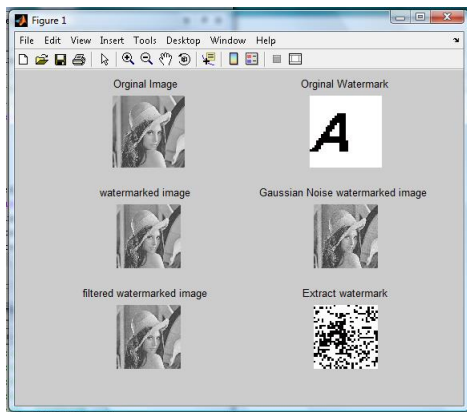 Figure 1
File Edit View Insert Tools Desktop Window Help
Orginal Image
Orginal Watermark
A
watermarked image
Gaussian Noise watermarked image
filtered watermarked image
Extract watermark